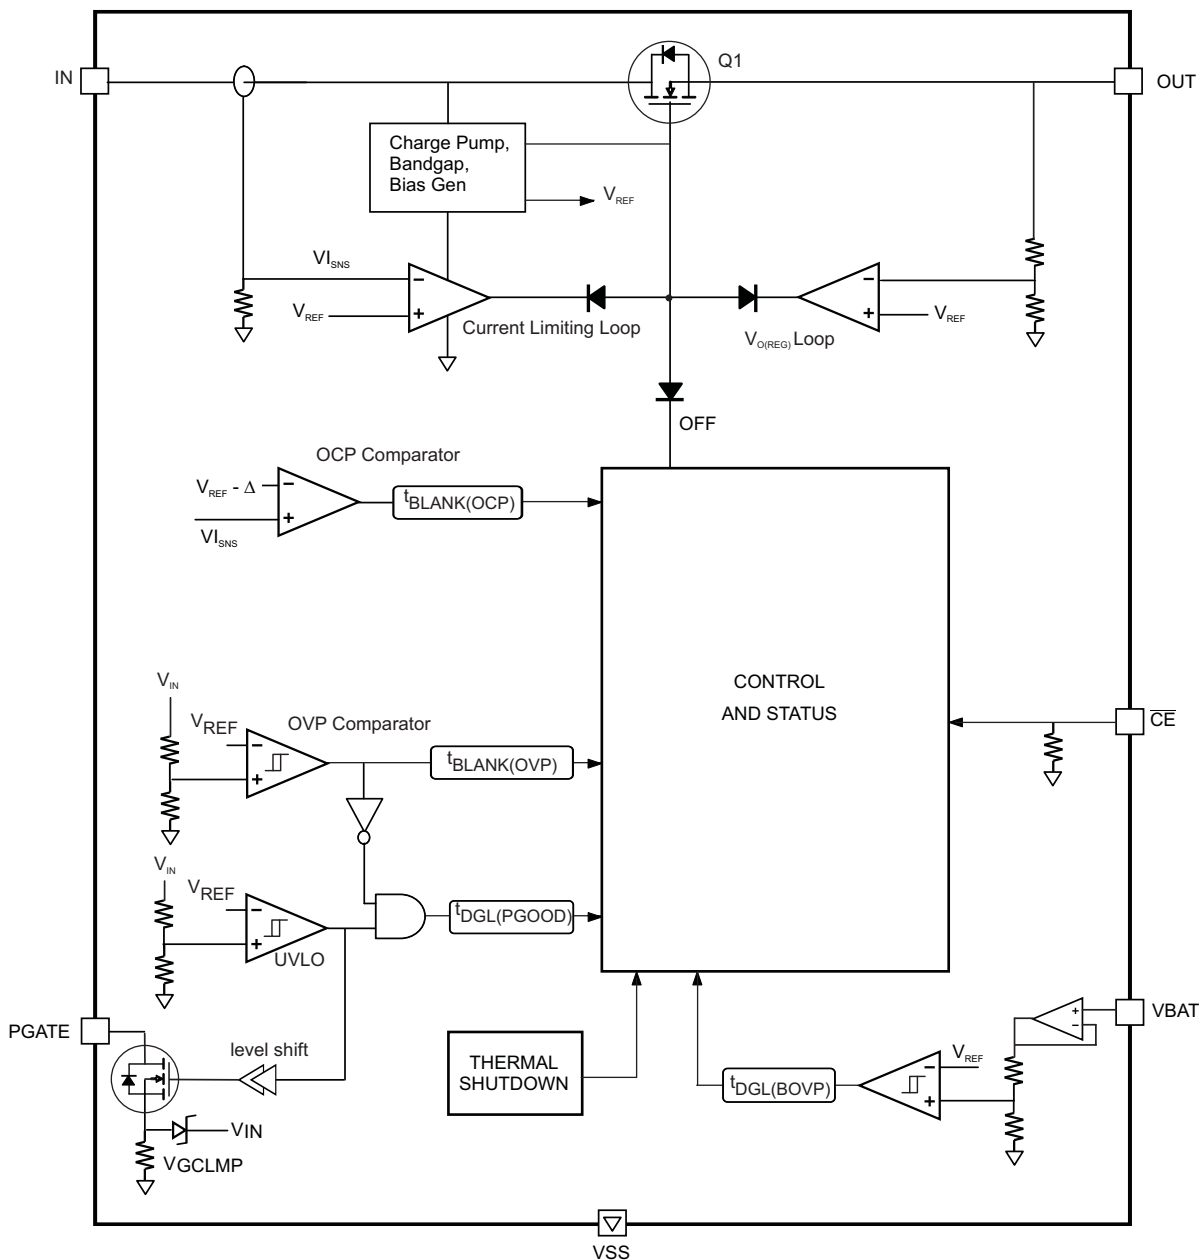 Q1
IN
OUT
Charge Pump,
Bandgap,
Bias Gen
VREF
VISNS
VREF
Current Limiting Loop
VO(REG) Loop
VREF
OFF
OCP Comparator
VREF - Δ
tBLANK(OCP)
VISNS
CONTROL
AND STATUS
VIN
VREF
OVP Comparator
tBLANK(OVP)
CE
VIN
VREF
tDGL(PGOOD)
UVLO
PGATE
level shift
THERMAL
SHUTDOWN
VBAT
VREF
tDGL(BOVP)
VIN
VGCLMP
VSS